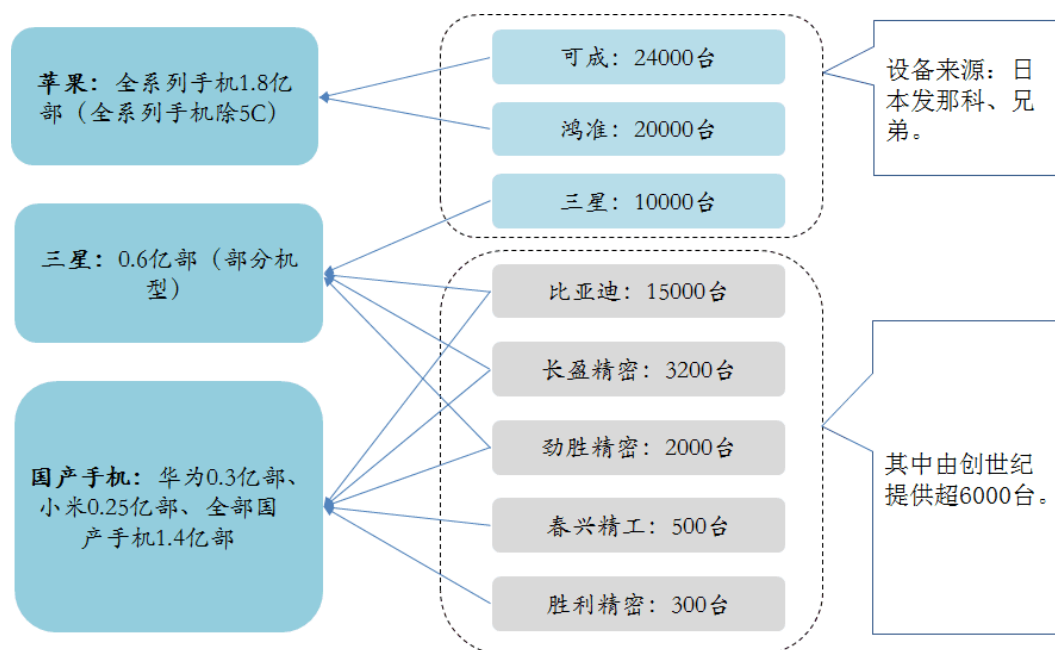 苹果：全系列手机1.8亿
部（全系列手机除5C）
三星：0.6亿部（部分机
型）
国产手机：华为0.3亿部、
小米0.25亿部、全部国
产手机1.4亿部
可成：24000台
鸿准：20000台
三星：10000台
比亚迪：15000台
长盈精密：3200台
劲胜精密：2000台
春兴精工：500台
胜利精密：300台
设备来源：日
本发那科、兄
弟。
其中由创世纪
提供超6000台。